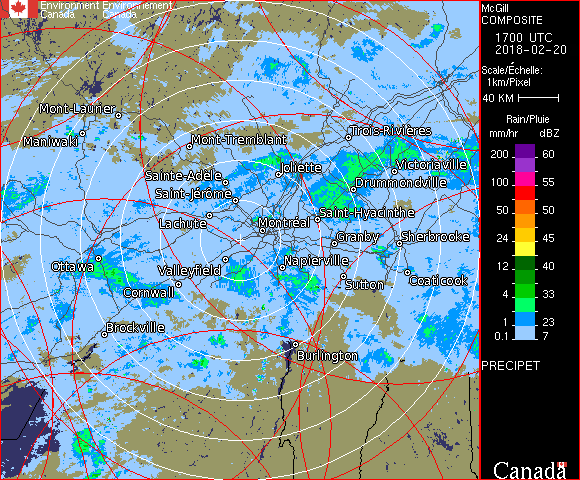 Environment Environnement
Canada Canada
McGill
COMPOSITE
1700 UTC
2018-02-20
Scale/Échelle:
1km/Pixel
40 KM
Rain/Pluie
mm/hr dBZ
200 60
100 55
50 50
24 45
12 40
4 33
1 23
0.1 7
PRECIPET
Canada
Mont-Laurier
Maniwaki
Mont-Tremblant
Trois-Rivières
Sainte-Adèle
Joliette
Victoriaville
Saint-Jérôme
Drummondville
Lachute
Montréal
Saint-Hyacinthe
Granby
Sherbrooke
Ottawa
Valleyfield
Napierville
Cornwall
Sutton
Coaticook
Brockville
Burlington